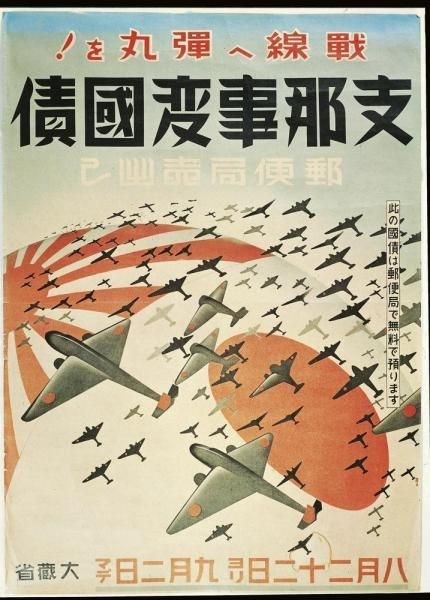 戰線へ彈丸を！
支那事変國債
郵便局賣出シ
此の國債は郵便局で無料で預ります
八月二十二日ヨリ九月二日マデ
大藏省